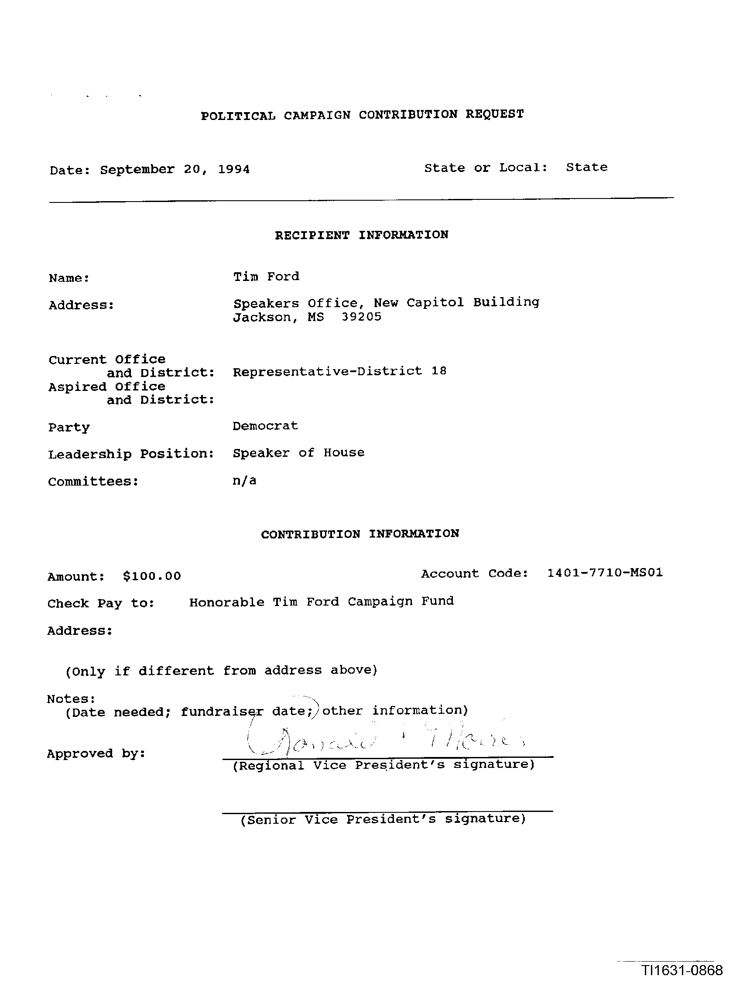 POLITICAL CAMPAIGN CONTRIBUTION REQUEST
Date: September 20, 1994 State or Local: State
RECIPIENT INFORMATION
Name: Tim Ford
Address: Speakers Office, New Capitol Building
Jackson, MS 39205
Current Office
and District: Representative-District 18
Aspired Office
and District:
Party Democrat
Leadership Position: Speaker of House
Committees: n/a
CONTRIBUTION INFORMATION
Amount: $100.00 Account Code: 1401-7710-MS01
Check Pay to: Honorable Tim Ford Campaign Fund
Address:
(Only if different from address above)
Notes:
(Date needed; fundraiser date; other information)
Approved by:
(Regional Vice President's signature)
(Senior Vice President's signature)
TI1631-0868